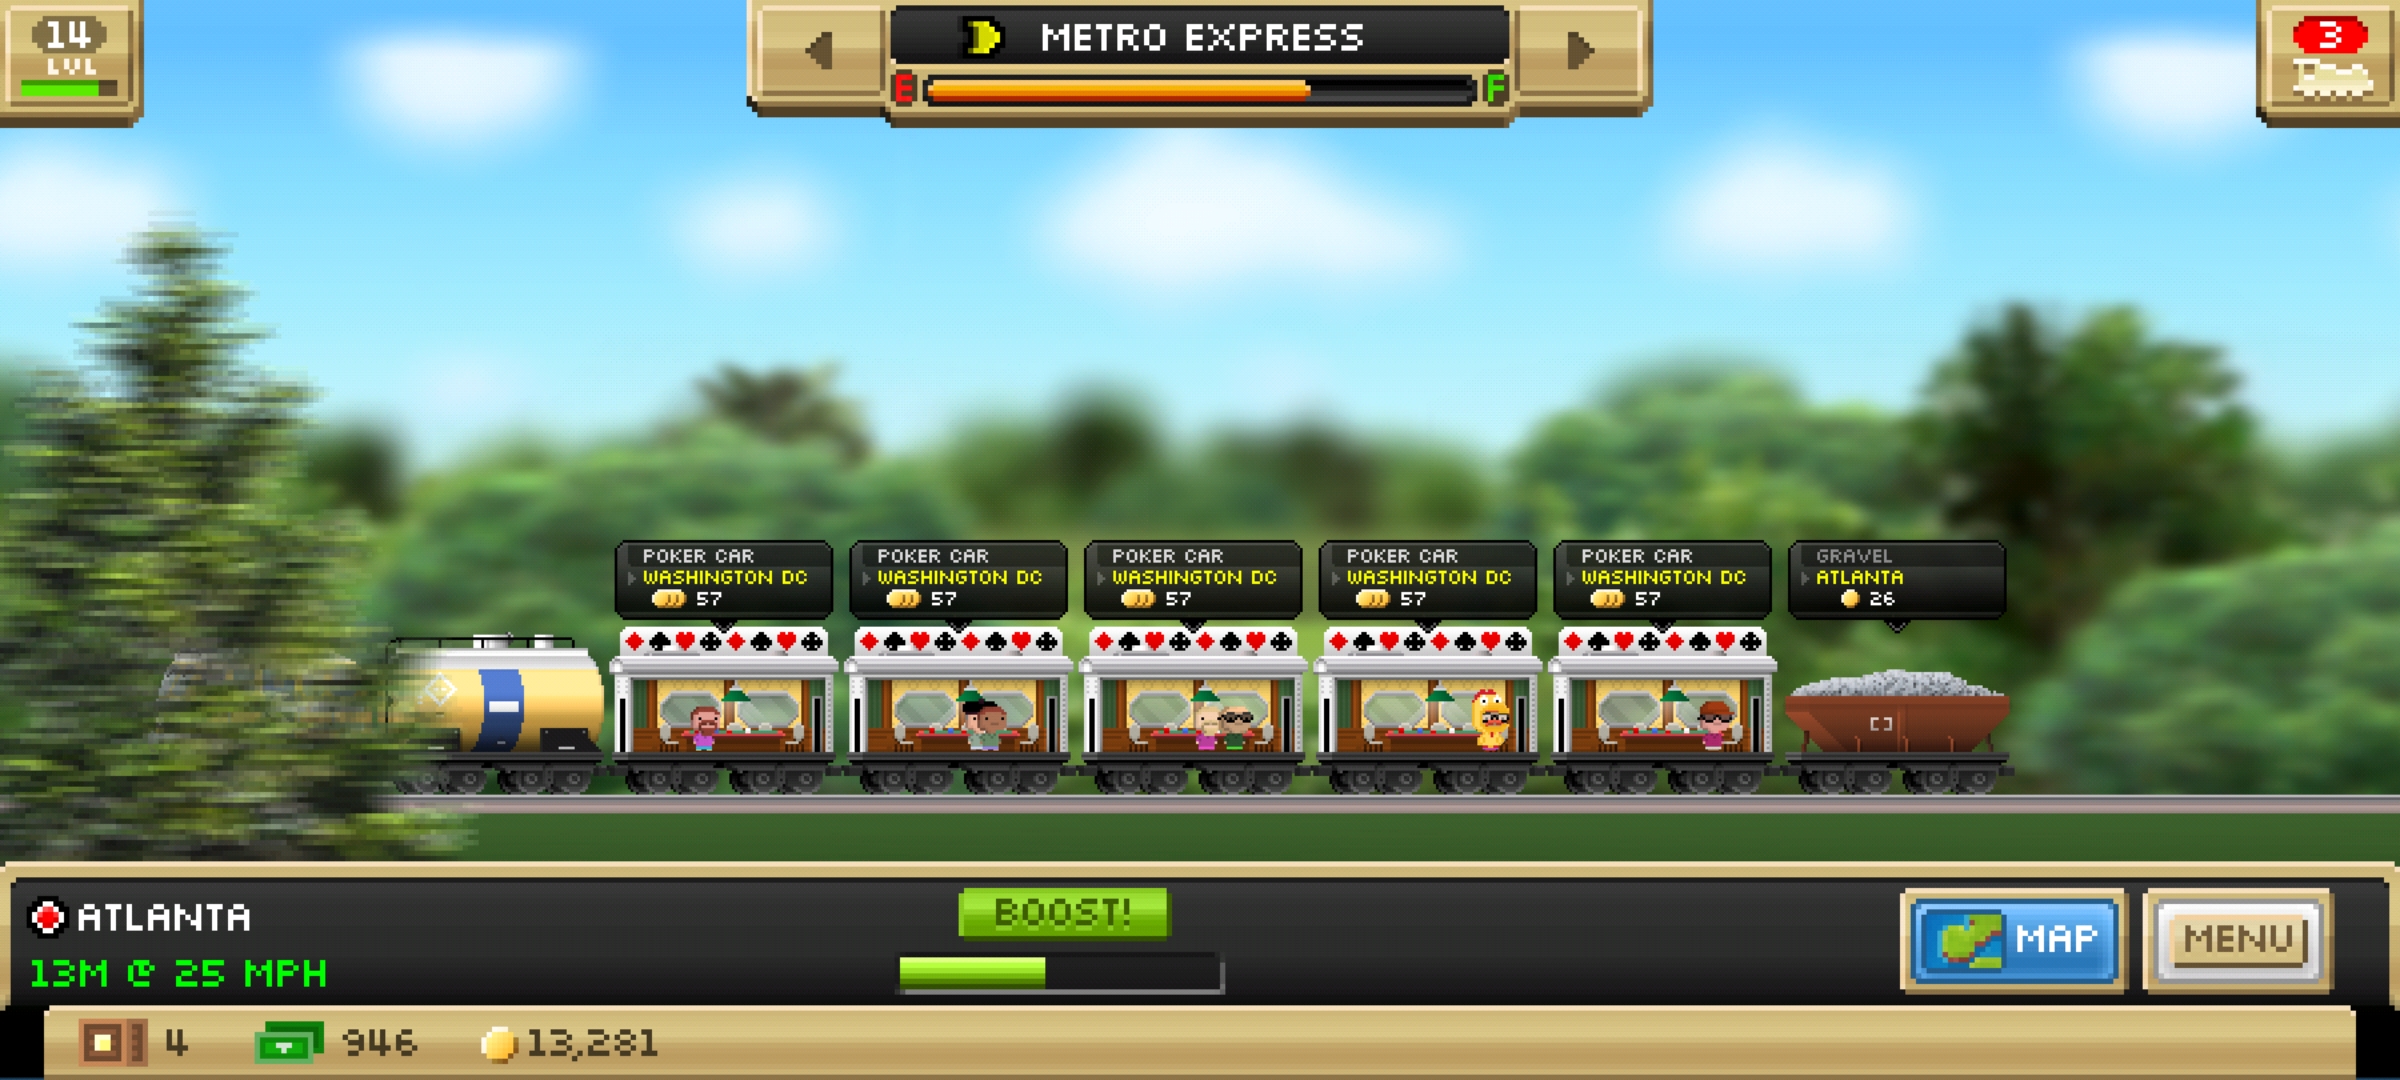 14
LVL
METRO EXPRESS
E F
3
POKER CAR
WASHINGTON DC
57
POKER CAR
WASHINGTON DC
57
POKER CAR
WASHINGTON DC
57
POKER CAR
WASHINGTON DC
57
POKER CAR
WASHINGTON DC
57
GRAVEL
ATLANTA
26
ATLANTA
13M @ 25 MPH
BOOST!
MAP
MENU
4
946
13,281